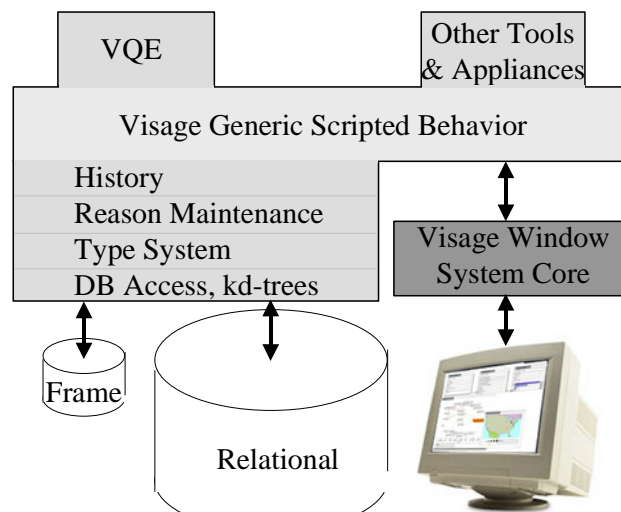 VQE
Other Tools
& Appliances
Visage Generic Scripted Behavior
History
Reason Maintenance
Type System
DB Access, kd-trees
Visage Window
System Core
Frame
Relational